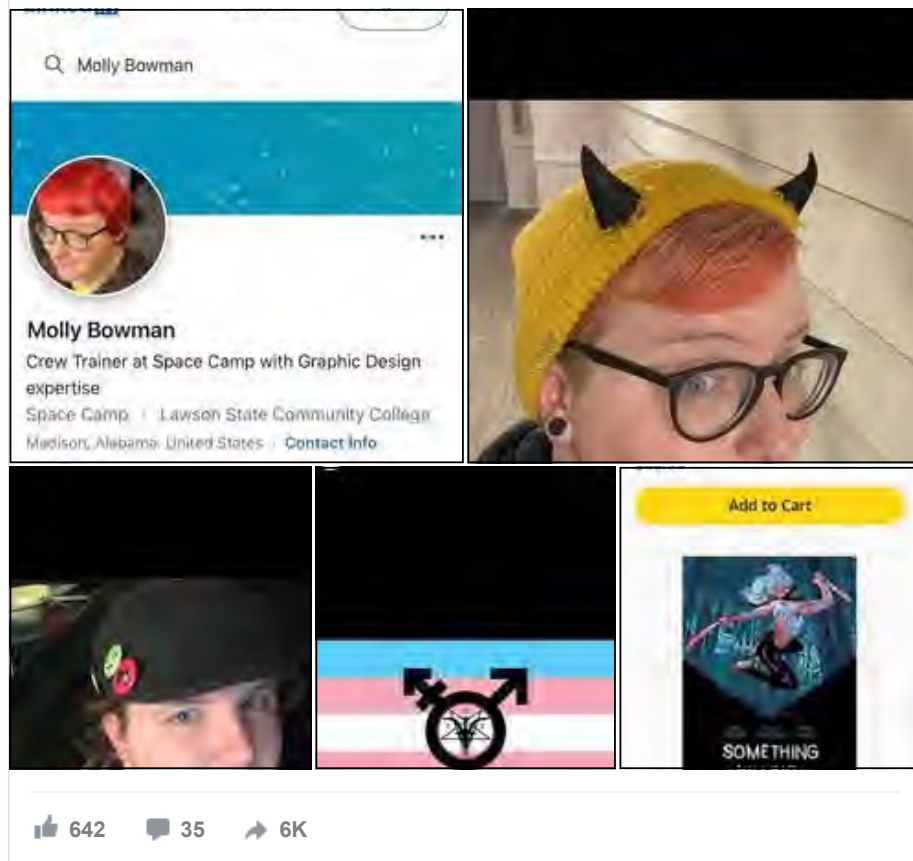 Molly Bowman
Molly Bowman
Crew Trainer at Space Camp with Graphic Design
expertise
Space Camp · Lawson State Community College
Madison, Alabama, United States · Contact Info
Add to Cart
SOMETHING
642 35 6K